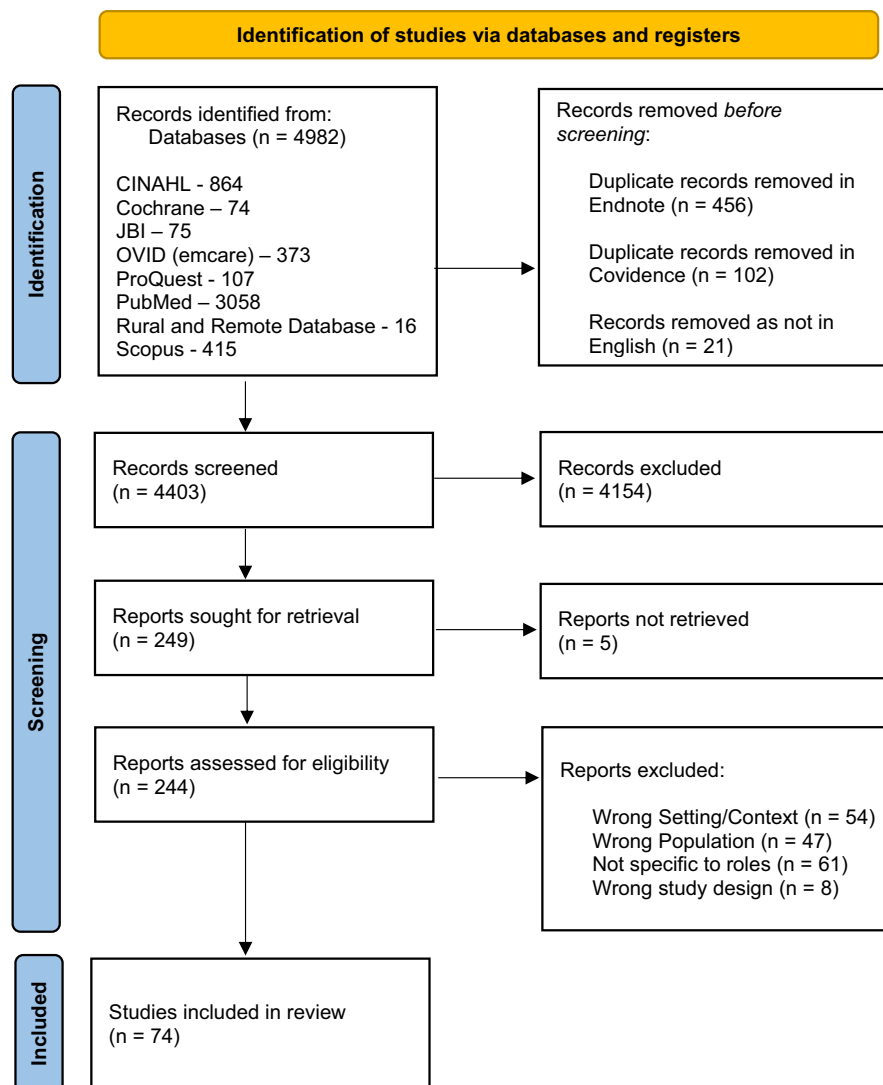 Identification of studies via databases and registers
Identification
Records identified from:
Databases (n = 4982)
CINAHL - 864
Cochrane – 74
JBI – 75
OVID (emcare) – 373
ProQuest - 107
PubMed – 3058
Rural and Remote Database - 16
Scopus - 415
Records removed before
screening:
Duplicate records removed in
Endnote (n = 456)
Duplicate records removed in
Covidence (n = 102)
Records removed as not in
English (n = 21)
Screening
Records screened
(n = 4403)
Records excluded
(n = 4154)
Reports sought for retrieval
(n = 249)
Reports not retrieved
(n = 5)
Reports assessed for eligibility
(n = 244)
Reports excluded:
Wrong Setting/Context (n = 54)
Wrong Population (n = 47)
Not specific to roles (n = 61)
Wrong study design (n = 8)
Included
Studies included in review
(n = 74)